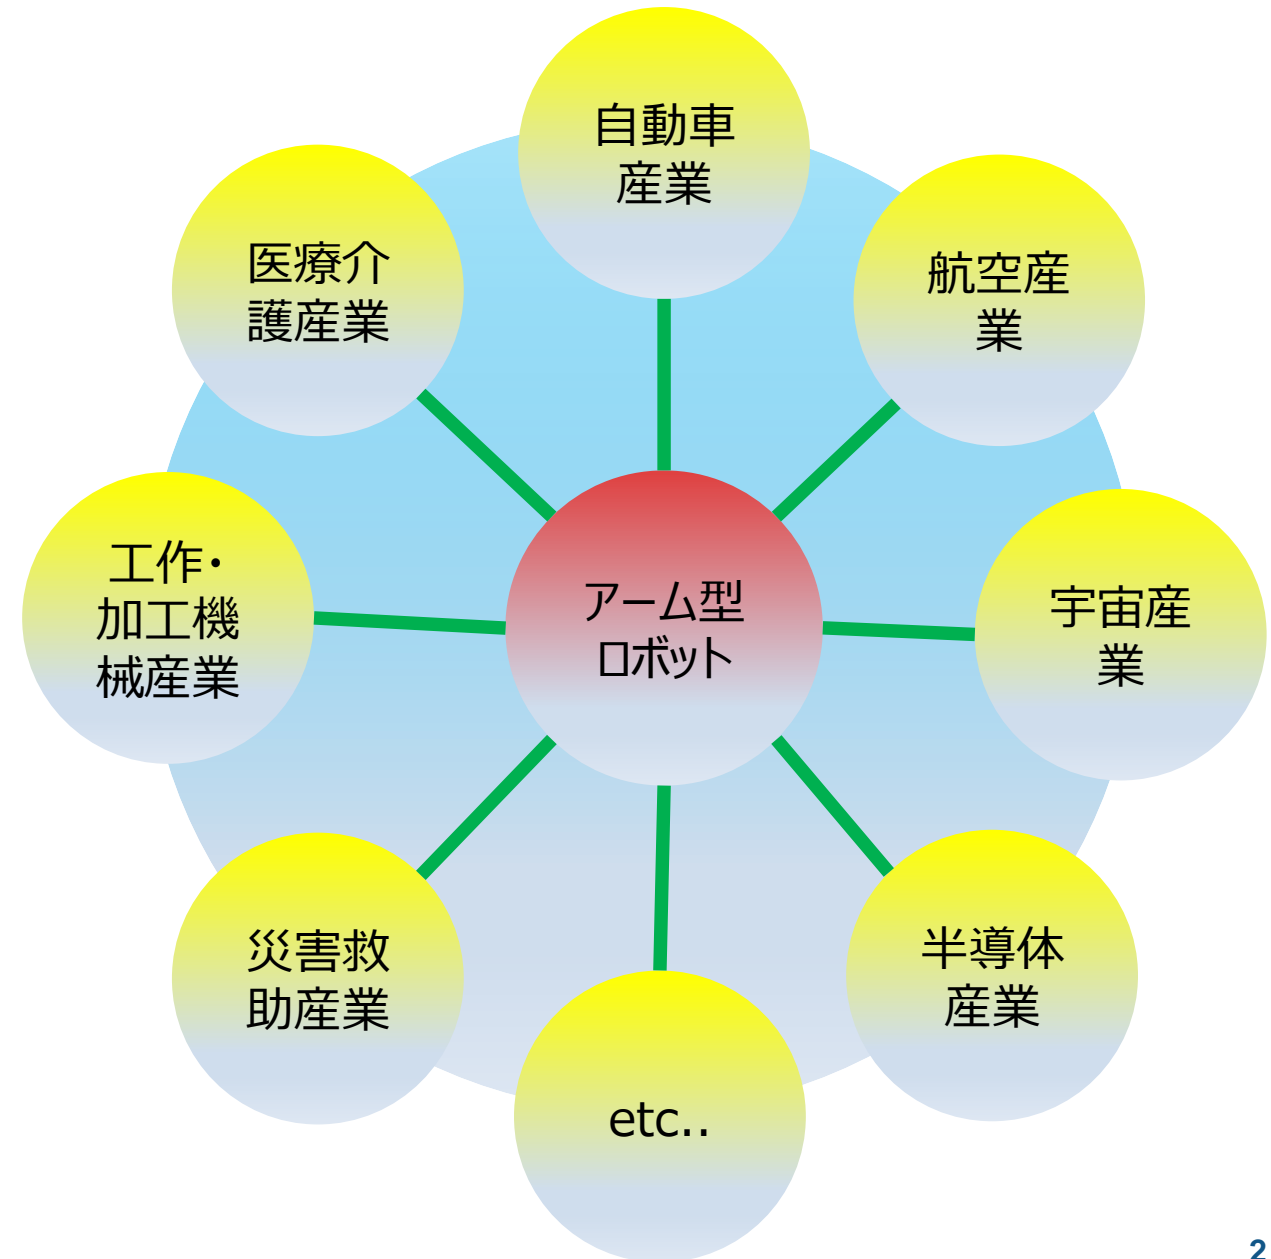 自動車
産業
航空産
業
宇宙産
業
半導体
産業
etc..
災害救
助産業
工作・
加工機
械産業
医療介
護産業
アーム型
ロボット
2